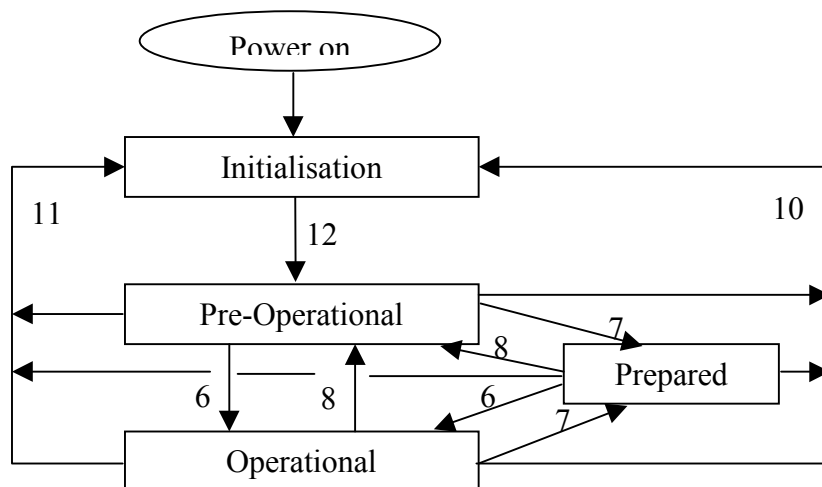 Power on
Initialisation
11
10
12
Pre-Operational
7
8
Prepared
6
8
6
7
Operational